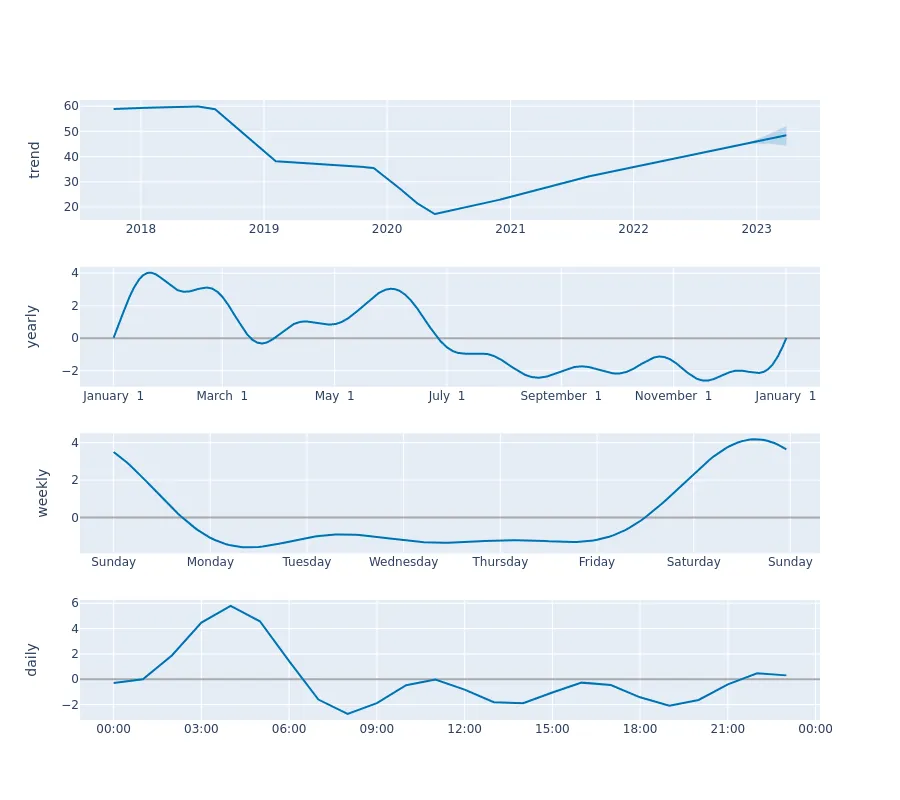 trend
60
50
40
30
20
2018 2019 2020 2021 2022 2023
yearly
4
2
0
−2
January 1 March 1 May 1 July 1 September 1 November 1 January 1
weekly
4
2
0
Sunday Monday Tuesday Wednesday Thursday Friday Saturday Sunday
daily
6
4
2
0
−2
00:00 03:00 06:00 09:00 12:00 15:00 18:00 21:00 00:00